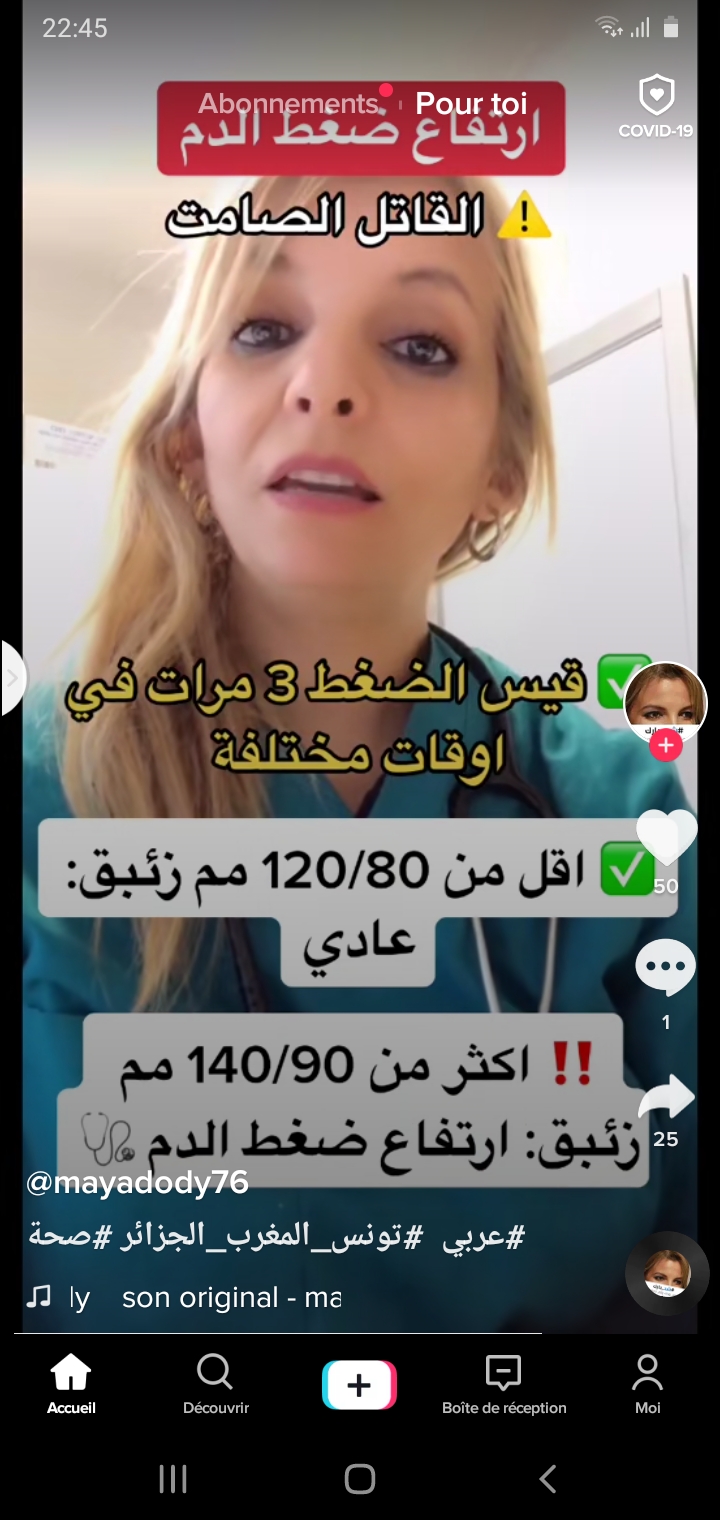 22:45
Abonnements
Pour toi
COVID-19
ارتفاع ضغط الدم
⚠️ القاتل الصامت
✅ قيس الضغط 3 مرات في
اوقات مختلفة
✅ اقل من 120/80 مم زئبق:
عادي
50
1
‼️ اكثر من 140/90 مم
زئبق: ارتفاع ضغط الدم 🩺
25
@mayadody76
#عربي #تونس_المغرب_الجزائر #صحة
ly son original - ma
Accueil
Découvrir
Boîte de réception
Moi